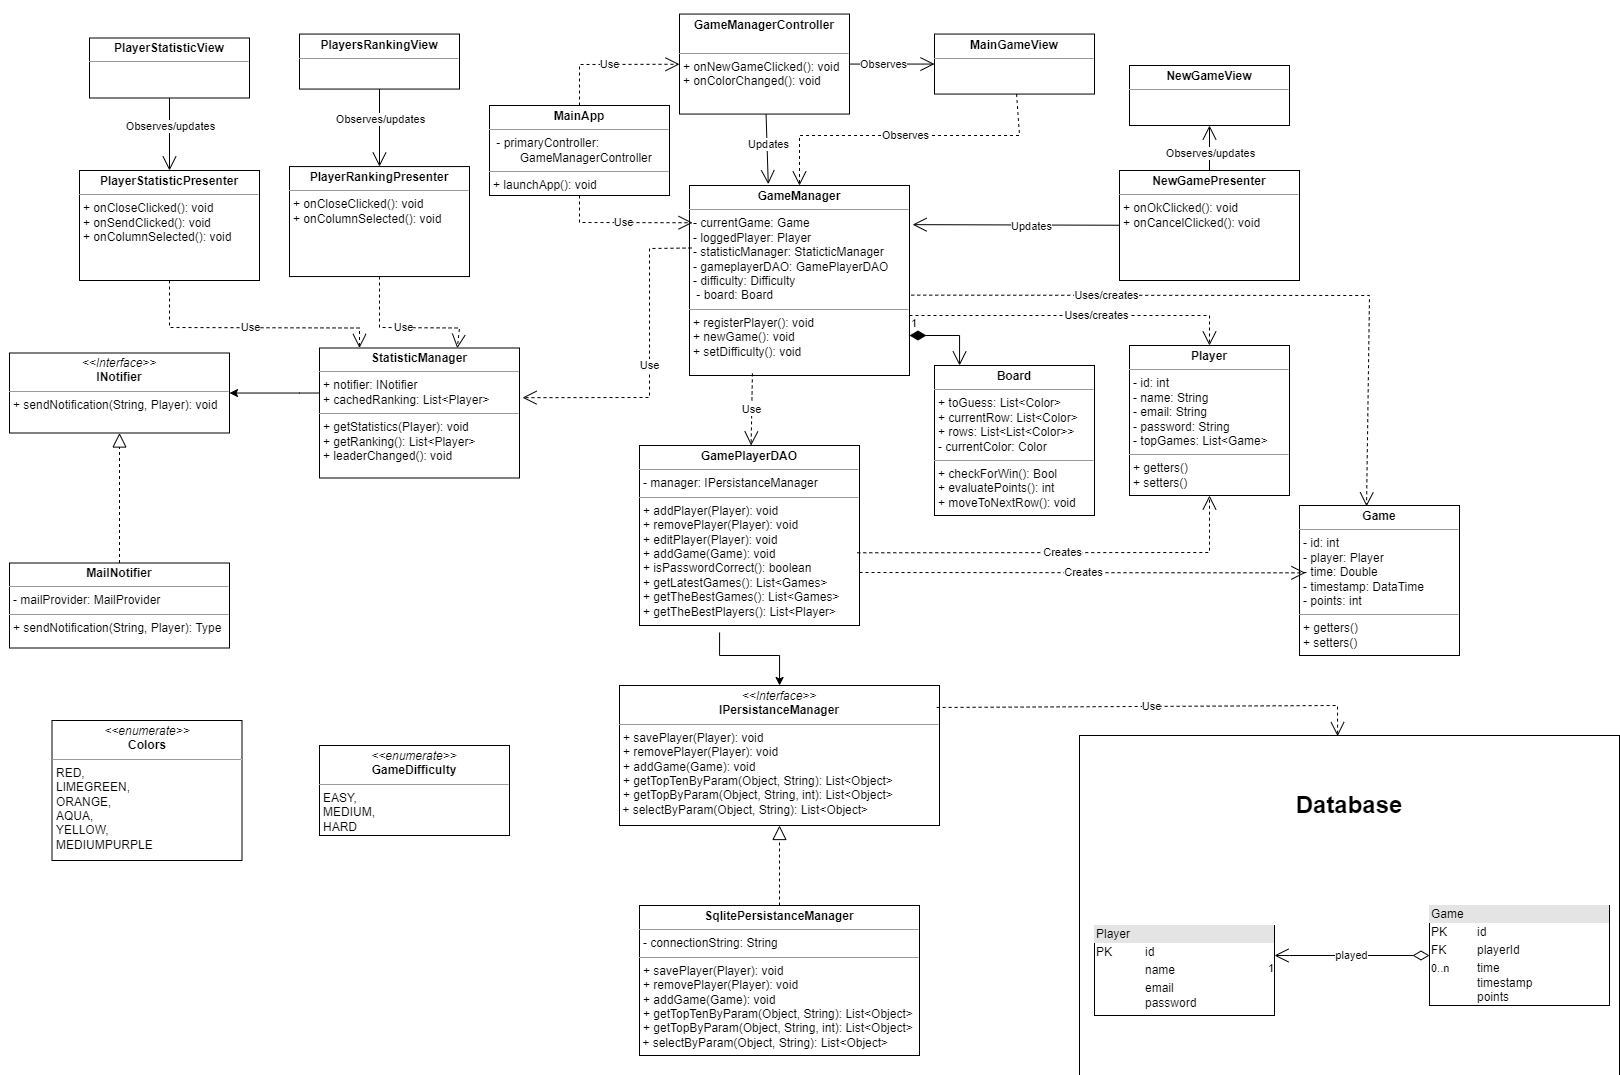 PlayerStatisticView
PlayersRankingView
GameManagerController
+ onNewGameClicked(): void
+ onColorChanged(): void
MainGameView
NewGameView
Use
Observes
MainApp
- primaryController:
GameManagerController
+ launchApp(): void
Observes/updates
Observes/updates
Updates
Observes
Observes/updates
PlayerStatisticPresenter
+ onCloseClicked(): void
+ onSendClicked(): void
+ onColumnSelected(): void
PlayerRankingPresenter
+ onCloseClicked(): void
+ onColumnSelected(): void
Use
GameManager
- currentGame: Game
- loggedPlayer: Player
- statisticManager: StaticticManager
- gameplayerDAO: GamePlayerDAO
- difficulty: Difficulty
- board: Board
+ registerPlayer(): void
+ newGame(): void
+ setDifficulty(): void
Updates
NewGamePresenter
+ onOkClicked(): void
+ onCancelClicked(): void
Uses/creates
Uses/creates
1
Use
Use
Use
Use
<<Interface>>
INotifier
+ sendNotification(String, Player): void
StatisticManager
+ notifier: INotifier
+ cachedRanking: List<Player>
+ getStatistics(Player): void
+ getRanking(): List<Player>
+ leaderChanged(): void
Board
+ toGuess: List<Color>
+ currentRow: List<Color>
+ rows: List<List<Color>>
- currentColor: Color
+ checkForWin(): Bool
+ evaluatePoints(): int
+ moveToNextRow(): void
Player
- id: int
- name: String
- email: String
- password: String
- topGames: List<Game>
+ getters()
+ setters()
GamePlayerDAO
- manager: IPersistanceManager
+ addPlayer(Player): void
+ removePlayer(Player): void
+ editPlayer(Player): void
+ addGame(Game): void
+ isPasswordCorrect(): boolean
+ getLatestGames(): List<Games>
+ getTheBestGames(): List<Games>
+ getTheBestPlayers(): List<Player>
Creates
Creates
Game
- id: int
- player: Player
- time: Double
- timestamp: DataTime
- points: int
+ getters()
+ setters()
MailNotifier
- mailProvider: MailProvider
+ sendNotification(String, Player): Type
<<enumerate>>
Colors
RED,
LIMEGREEN,
ORANGE,
AQUA,
YELLOW,
MEDIUMPURPLE
<<enumerate>>
GameDifficulty
EASY,
MEDIUM,
HARD
<<Interface>>
IPersistanceManager
+ savePlayer(Player): void
+ removePlayer(Player): void
+ addGame(Game): void
+ getTopTenByParam(Object, String): List<Object>
+ getTopByParam(Object, String, int): List<Object>
+ selectByParam(Object, String): List<Object>
Use
SqlitePersistanceManager
- connectionString: String
+ savePlayer(Player): void
+ removePlayer(Player): void
+ addGame(Game): void
+ getTopTenByParam(Object, String): List<Object>
+ getTopByParam(Object, String, int): List<Object>
+ selectByParam(Object, String): List<Object>
Database
Player
PK id
name
email
password
1
played
Game
PK id
FK playerId
0..n time
timestamp
points